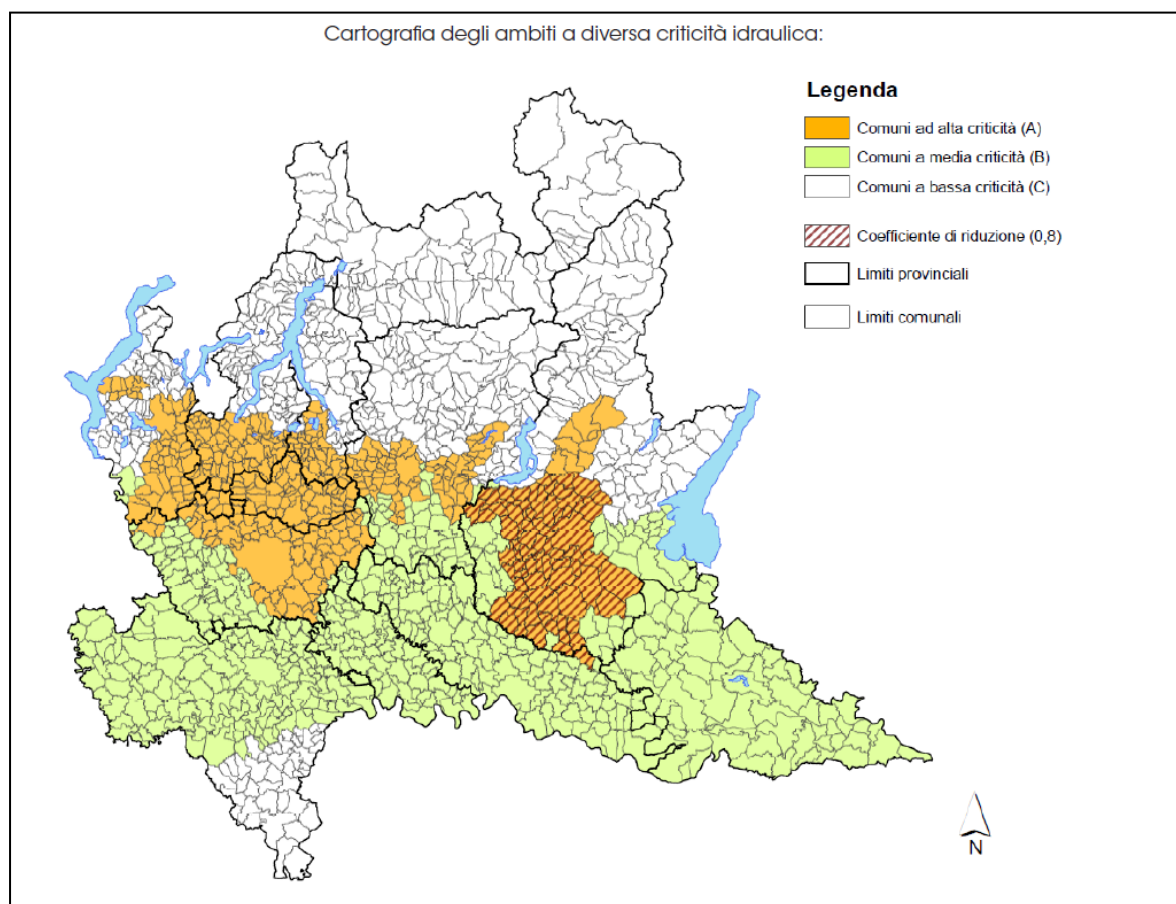 Cartografia degli ambiti a diversa criticità idraulica:
Legenda
Comuni ad alta criticità (A)
Comuni a media criticità (B)
Comuni a bassa criticità (C)
Coefficiente di riduzione (0,8)
Limiti provinciali
Limiti comunali
N